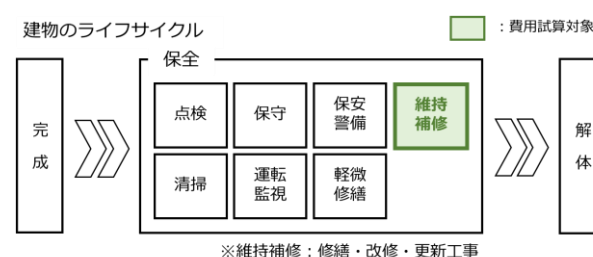 建物のライフサイクル
：費用試算対象
保全
完
成
点検
保守
保安
警備
維持
補修
清掃
運転
監視
軽微
修繕
解
体
※維持補修：修繕・改修・更新工事